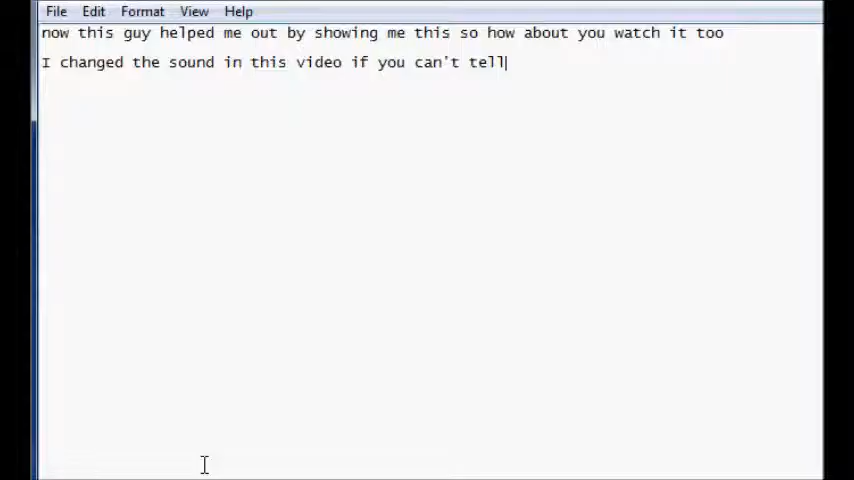 File Edit Format View Help
now this guy helped me out by showing me this so how about you watch it too
I changed the sound in this video if you can't tell